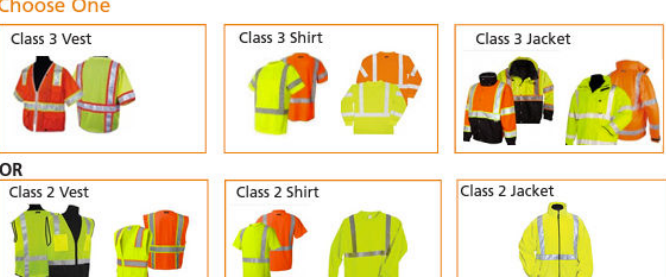 Choose One
Class 3 Vest
Class 3 Shirt
Class 3 Jacket
OR
Class 2 Vest
Class 2 Shirt
Class 2 Jacket